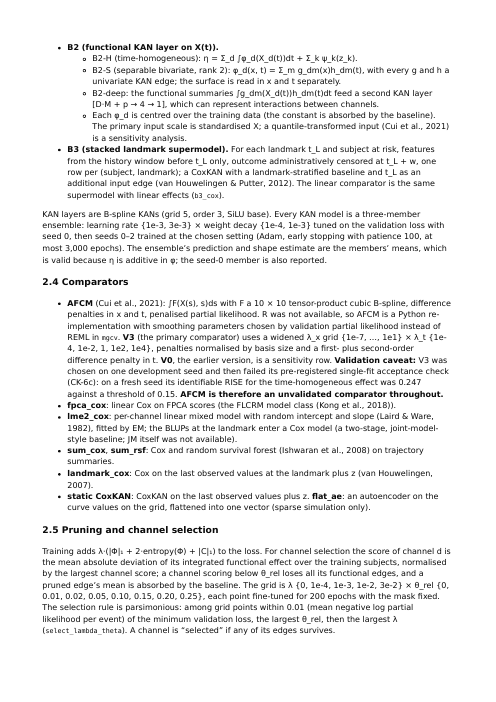 • B2 (functional KAN layer on X(t)).
◦ B2-H (time-homogeneous): η = Σ_d ∫φ_d(X_d(t))dt + Σ_k ψ_k(z_k).
◦ B2-S (separable bivariate, rank 2): φ_d(x, t) = Σ_m g_dm(x)h_dm(t), with every g and h a
univariate KAN edge; the surface is read in x and t separately.
◦ B2-deep: the functional summaries ∫g_dm(X_d(t))h_dm(t)dt feed a second KAN layer
[D·M + p → 4 → 1], which can represent interactions between channels.
◦ Each φ_d is centred over the training data (the constant is absorbed by the baseline).
The primary input scale is standardised X; a quantile-transformed input (Cui et al., 2021)
is a sensitivity analysis.
• B3 (stacked landmark supermodel). For each landmark t_L and subject at risk, features
from the history window before t_L only, outcome administratively censored at t_L + w, one
row per (subject, landmark); a CoxKAN with a landmark-stratified baseline and t_L as an
additional input edge (van Houwelingen & Putter, 2012). The linear comparator is the same
supermodel with linear effects (b3_cox).
KAN layers are B-spline KANs (grid 5, order 3, SiLU base). Every KAN model is a three-member
ensemble: learning rate {1e-3, 3e-3} × weight decay {1e-4, 1e-3} tuned on the validation loss with
seed 0, then seeds 0–2 trained at the chosen setting (Adam, early stopping with patience 100, at
most 3,000 epochs). The ensemble's prediction and shape estimate are the members' means, which
is valid because η is additive in φ; the seed-0 member is also reported.
2.4 Comparators
• AFCM (Cui et al., 2021): ∫F(X(s), s)ds with F a 10 × 10 tensor-product cubic B-spline, difference
penalties in x and t, penalised partial likelihood. R was not available, so AFCM is a Python re-
implementation with smoothing parameters chosen by validation partial likelihood instead of
REML in mgcv. V3 (the primary comparator) uses a widened λ_x grid {1e-7, …, 1e1} × λ_t {1e-
4, 1e-2, 1, 1e2, 1e4}, penalties normalised by basis size and a first- plus second-order
difference penalty in t. V0, the earlier version, is a sensitivity row. Validation caveat: V3 was
chosen on one development seed and then failed its pre-registered single-fit acceptance check
(CK-6c): on a fresh seed its identifiable RISE for the time-homogeneous effect was 0.247
against a threshold of 0.15. AFCM is therefore an unvalidated comparator throughout.
• fpca_cox: linear Cox on FPCA scores (the FLCRM model class (Kong et al., 2018)).
• lme2_cox: per-channel linear mixed model with random intercept and slope (Laird & Ware,
1982), fitted by EM; the BLUPs at the landmark enter a Cox model (a two-stage, joint-model-
style baseline; JM itself was not available).
• sum_cox, sum_rsf: Cox and random survival forest (Ishwaran et al., 2008) on trajectory
summaries.
• landmark_cox: Cox on the last observed values at the landmark plus z (van Houwelingen,
2007).
• static CoxKAN: CoxKAN on the last observed values plus z. flat_ae: an autoencoder on the
curve values on the grid, flattened into one vector (sparse simulation only).
2.5 Pruning and channel selection
Training adds λ·(|Φ|₁ + 2·entropy(Φ) + |C|₁) to the loss. For channel selection the score of channel d is
the mean absolute deviation of its integrated functional effect over the training subjects, normalised
by the largest channel score; a channel scoring below θ_rel loses all its functional edges, and a
pruned edge's mean is absorbed by the baseline. The grid is λ {0, 1e-4, 1e-3, 1e-2, 3e-2} × θ_rel {0,
0.01, 0.02, 0.05, 0.10, 0.15, 0.20, 0.25}, each point fine-tuned for 200 epochs with the mask fixed.
The selection rule is parsimonious: among grid points within 0.01 (mean negative log partial
likelihood per event) of the minimum validation loss, the largest θ_rel, then the largest λ
(select_lambda_theta). A channel is "selected" if any of its edges survives.